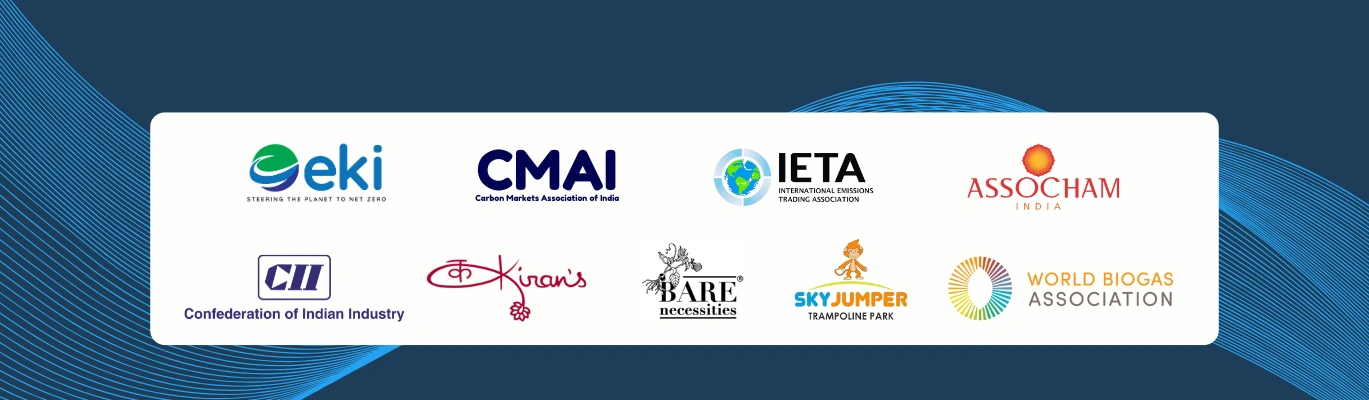 eki
STEERING THE PLANET TO NET ZERO
CMAI
Carbon Markets Association of India
IETA
INTERNATIONAL EMISSIONS
TRADING ASSOCIATION
ASSOCHAM
INDIA
CII
Confederation of Indian Industry
क Kiran's
BARE®
necessities
SKYJUMPER
TRAMPOLINE PARK
WORLD BIOGAS
ASSOCIATION